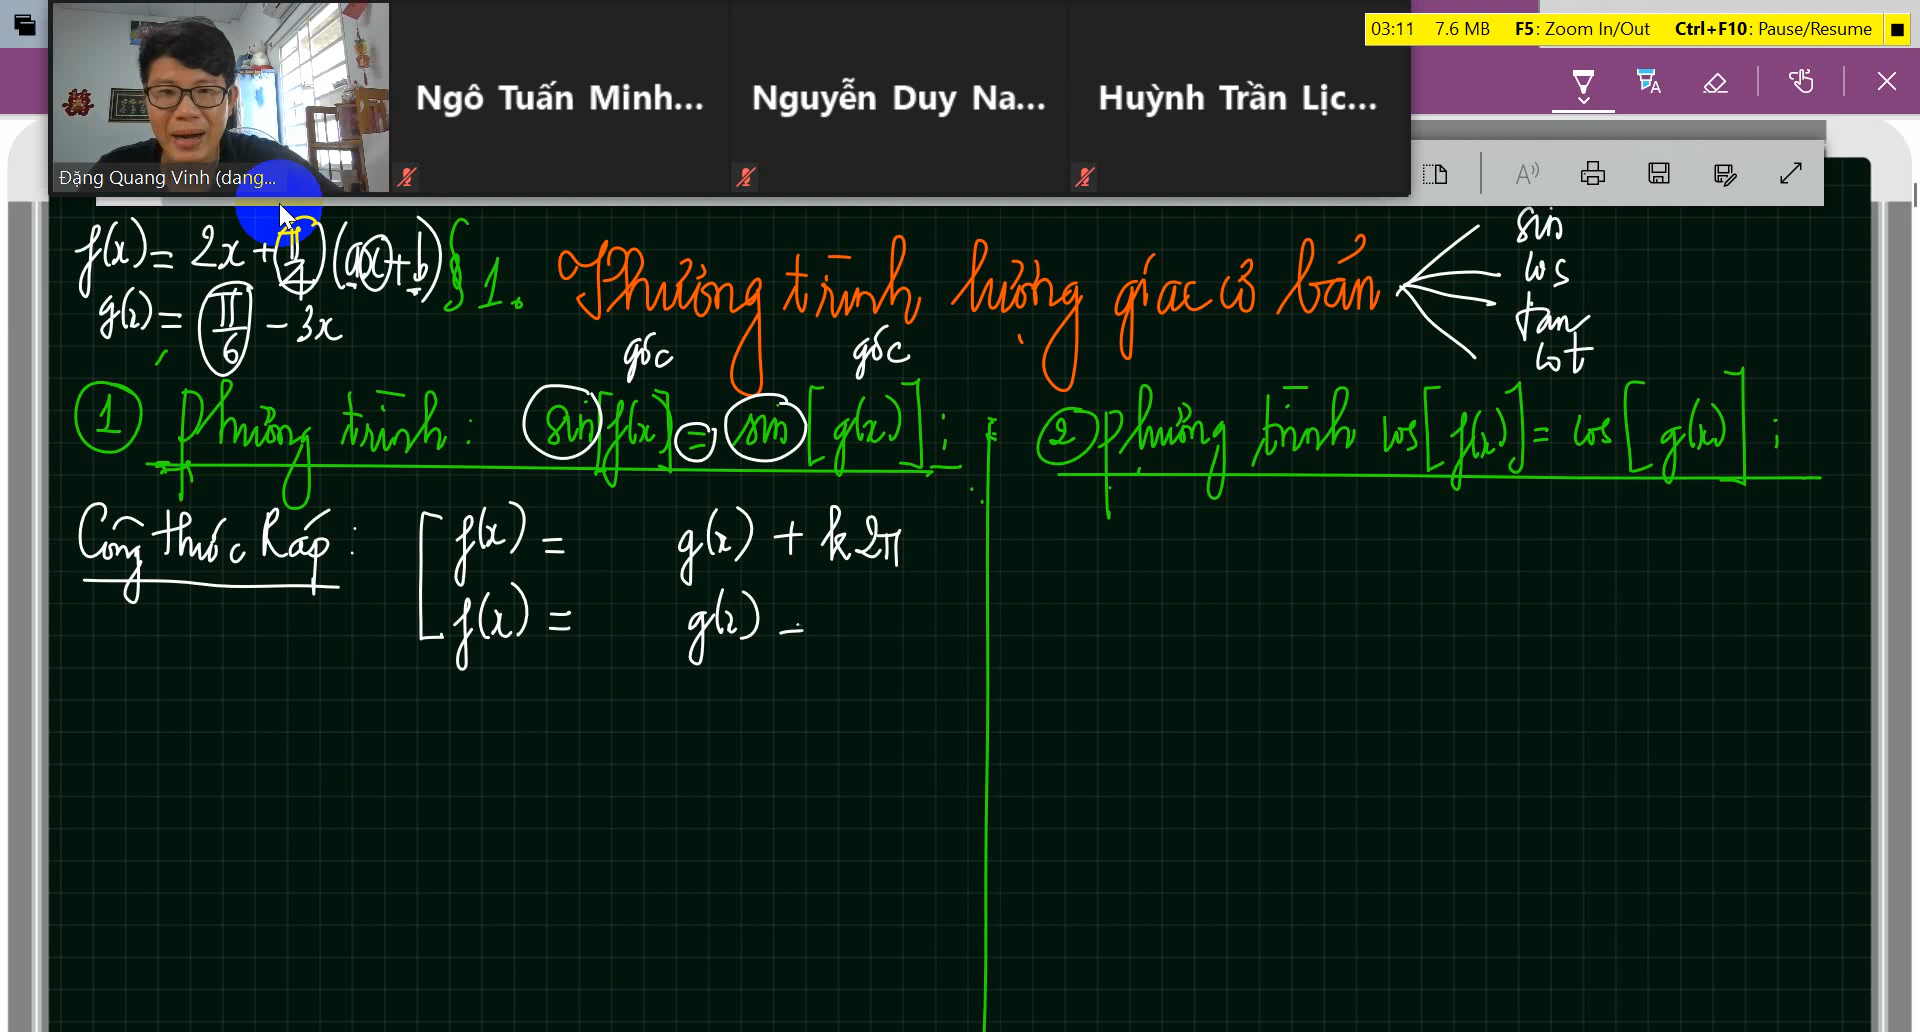 03:11 7.6 MB F5: Zoom In/Out Ctrl+F10: Pause/Resume
Ngô Tuấn Minh... Nguyễn Duy Na... Huỳnh Trần Lịc...
Đặng Quang Vinh (dang...
f(x) = 2x + π/4 (ax + b)
g(x) = π/6 - 3x
§1. Phương trình lượng giác cơ bản
sin
cos
tan
cot
góc góc
1 Phương trình: sin[f(x)] = sin[g(x)];
2 Phương trình cos[f(x)] = cos[g(x)];
Công thức Ráp: f(x) = g(x) + k2π
f(x) = g(x) -